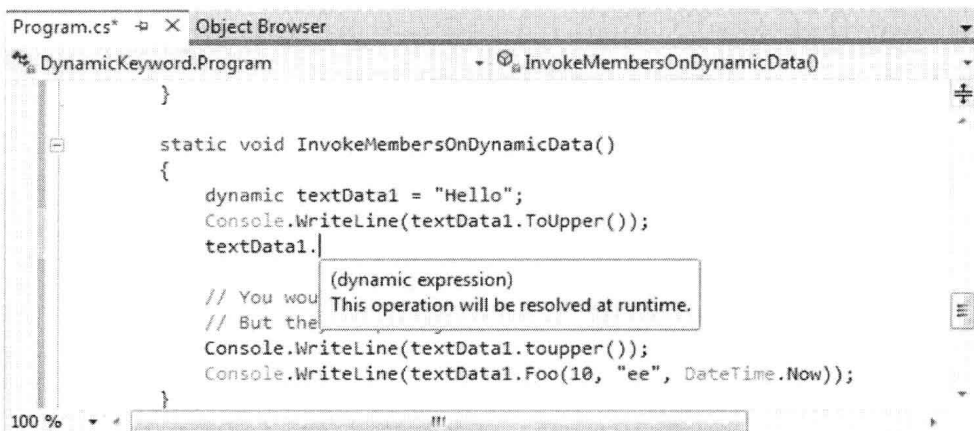 Program.cs* Object Browser
DynamicKeyword.Program InvokeMembersOnDynamicData()
}
static void InvokeMembersOnDynamicData()
{
dynamic textData1 = "Hello";
Console.WriteLine(textData1.ToUpper());
textData1.
(dynamic expression)
// You wou
This operation will be resolved at runtime.
// But the
Console.WriteLine(textData1.toupper());
Console.WriteLine(textData1.Foo(10, "ee", DateTime.Now));
}
100 %